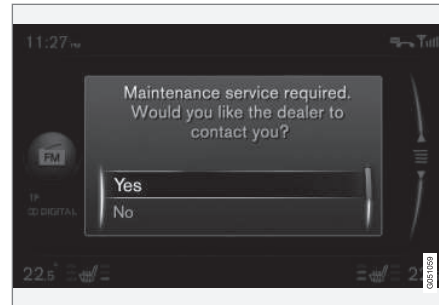 11:27
Maintenance service required.
Would you like the dealer to
contact you?
FM
Yes
No
DIGITAL
22.5°
G051059